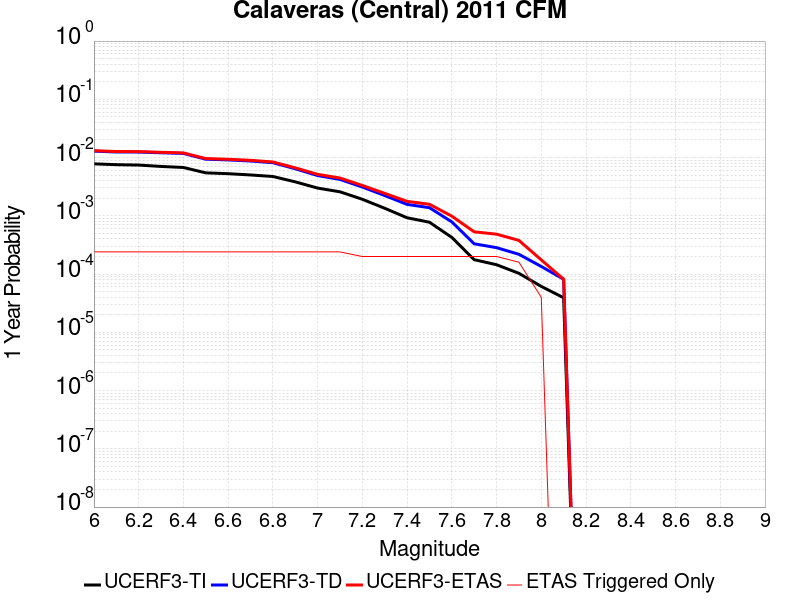 Calaveras (Central) 2011 CFM
10^0
10^-1
10^-2
10^-3
10^-4
10^-5
10^-6
10^-7
10^-8
1 Year Probability
6 6.2 6.4 6.6 6.8 7 7.2 7.4 7.6 7.8 8 8.2 8.4 8.6 8.8 9
Magnitude
UCERF3-TI UCERF3-TD UCERF3-ETAS ETAS Triggered Only